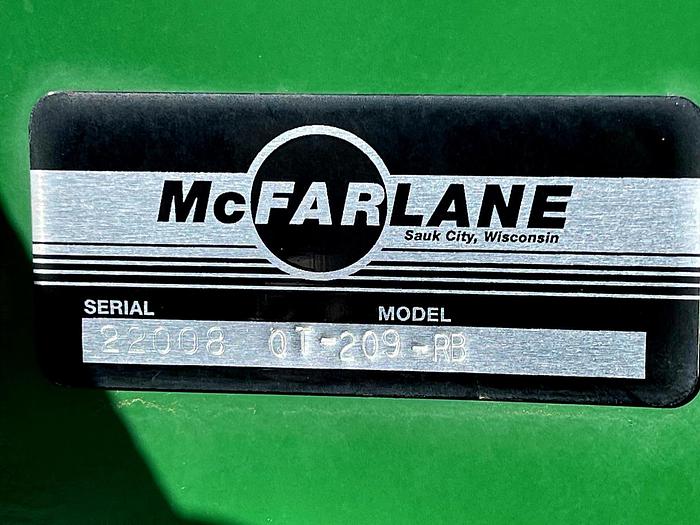 McFARLANE
Sauk City, Wisconsin
SERIAL MODEL
22008 QT-209-RB